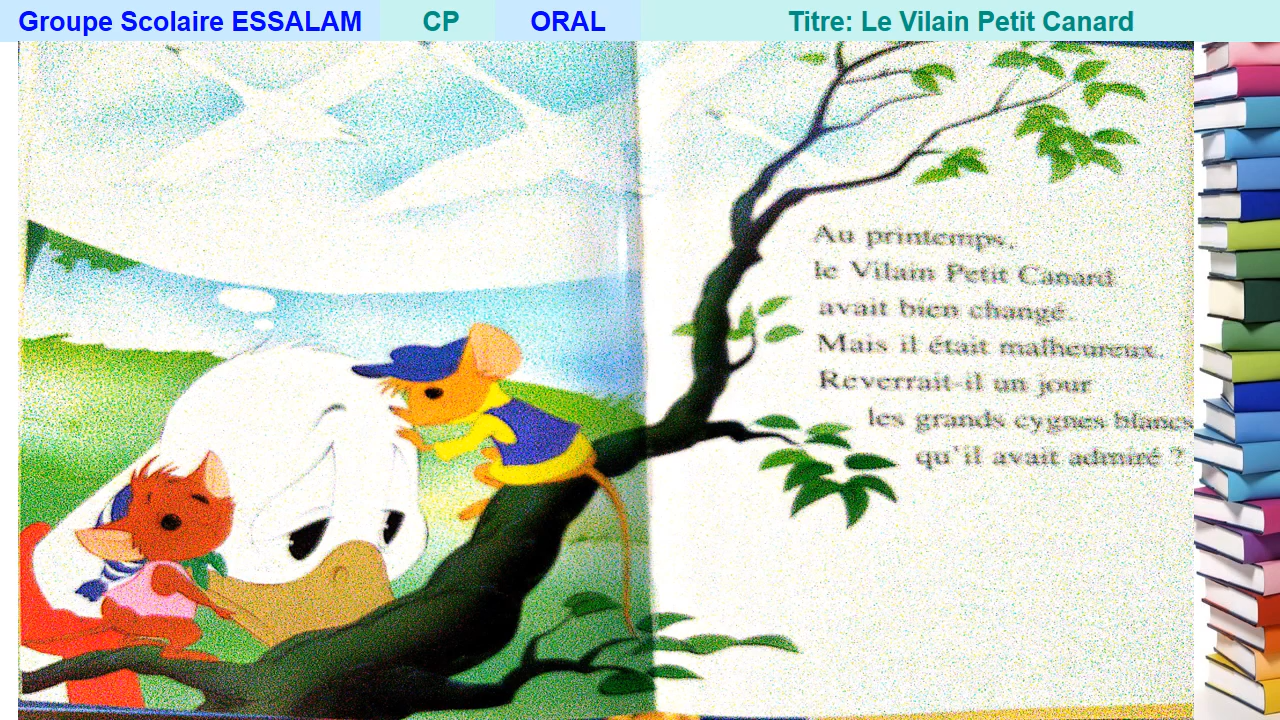 Groupe Scolaire ESSALAM CP ORAL Titre: Le Vilain Petit Canard
Au printemps,
le Vilain Petit Canard
avait bien changé.
Mais il était malheureux.
Reverrait-il un jour
les grands cygnes blancs
qu'il avait admiré ?